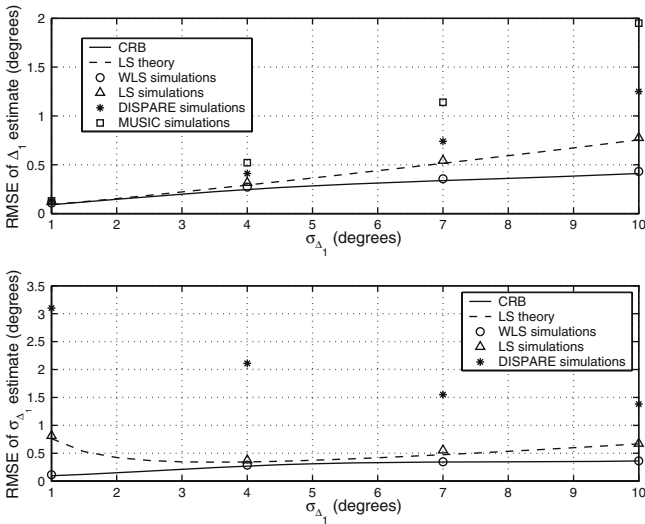 RMSE of Δ1 estimate (degrees)
2
1.5
1
0.5
0
CRB
LS theory
WLS simulations
LS simulations
DISPARE simulations
MUSIC simulations
1 2 3 4 5 6 7 8 9 10
σΔ1 (degrees)
RMSE of σΔ1 estimate (degrees)
3.5
3
2.5
2
1.5
1
0.5
0
CRB
LS theory
WLS simulations
LS simulations
DISPARE simulations
1 2 3 4 5 6 7 8 9 10
σΔ1 (degrees)